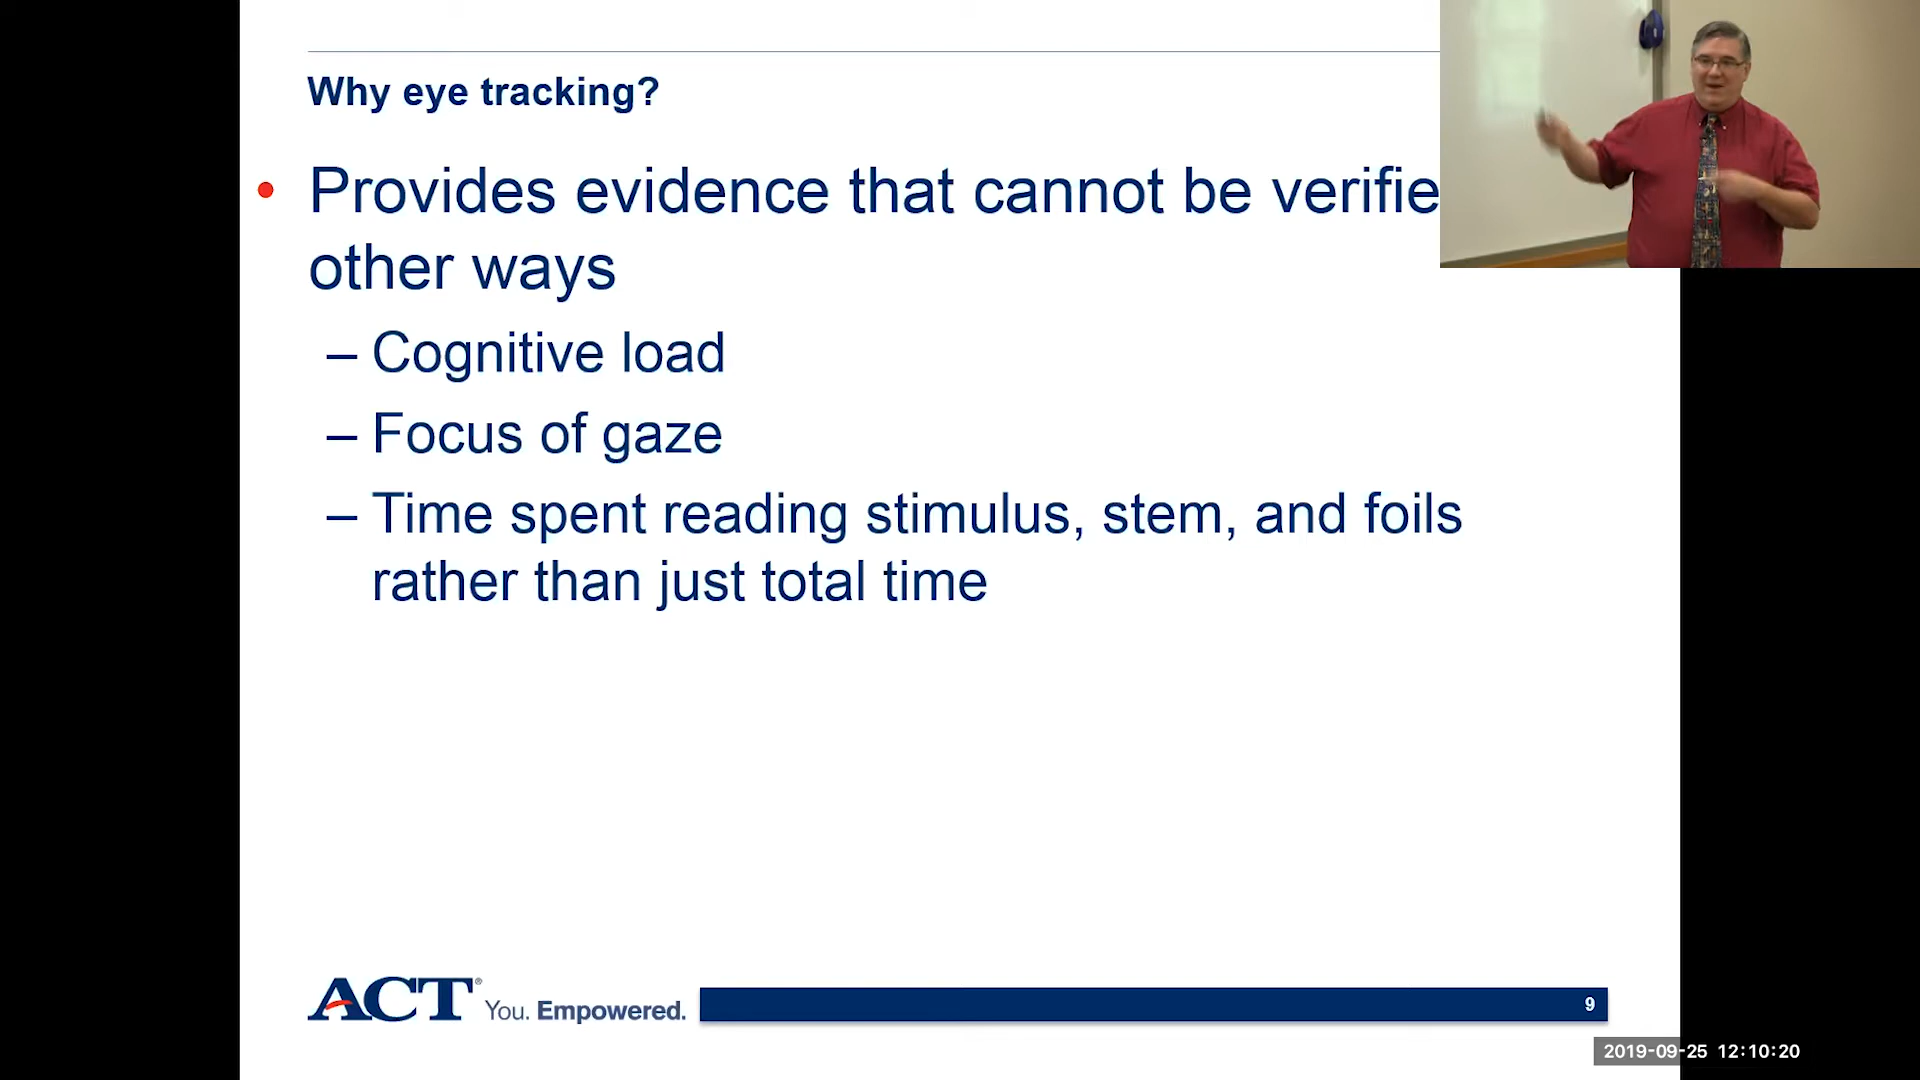 Why eye tracking?
• Provides evidence that cannot be verifie
other ways
– Cognitive load
– Focus of gaze
– Time spent reading stimulus, stem, and foils
rather than just total time
ACT® You. Empowered.
9
2019-09-25 12:10:20